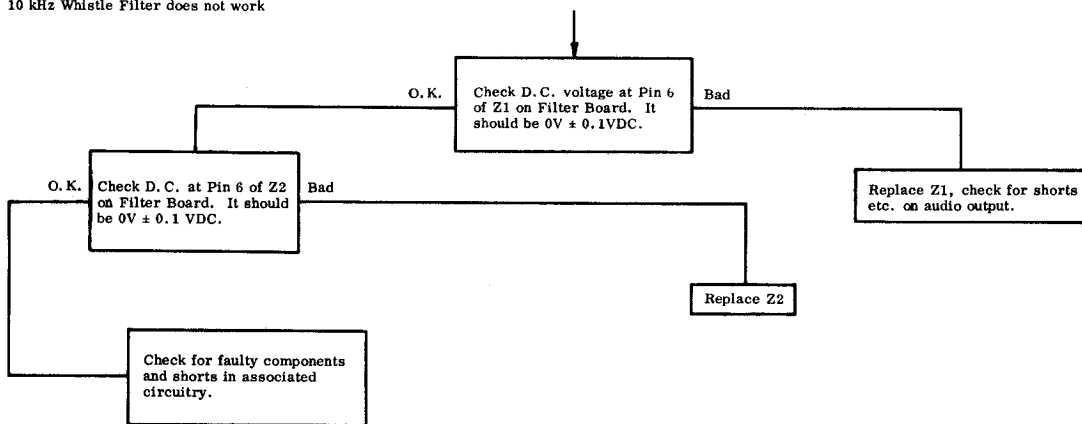 10 kHz Whistle Filter does not work
O.K.
Check D.C. voltage at Pin 6
of Z1 on Filter Board. It
should be 0V ± 0.1VDC.
Bad
O.K.
Check D.C. at Pin 6 of Z2
on Filter Board. It should
be 0V ± 0.1 VDC.
Bad
Replace Z1, check for shorts
etc. on audio output.
Replace Z2
Check for faulty components
and shorts in associated
circuitry.